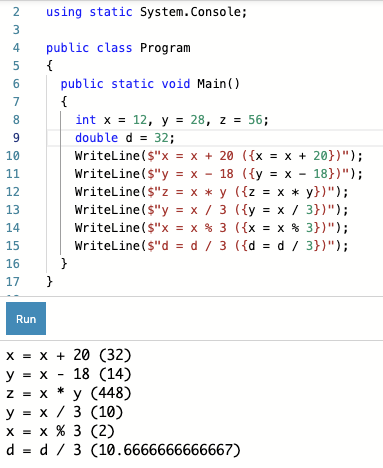 2 using static System.Console;
3
4 public class Program
5 {
6 public static void Main()
7 {
8 int x = 12, y = 28, z = 56;
9 double d = 32;
10 WriteLine($"x = x + 20 ({x = x + 20})");
11 WriteLine($"y = x - 18 ({y = x - 18})");
12 WriteLine($"z = x * y ({z = x * y})");
13 WriteLine($"y = x / 3 ({y = x / 3})");
14 WriteLine($"x = x % 3 ({x = x % 3})");
15 WriteLine($"d = d / 3 ({d = d / 3})");
16 }
17 }
Run
x = x + 20 (32)
y = x - 18 (14)
z = x * y (448)
y = x / 3 (10)
x = x % 3 (2)
d = d / 3 (10.6666666666667)